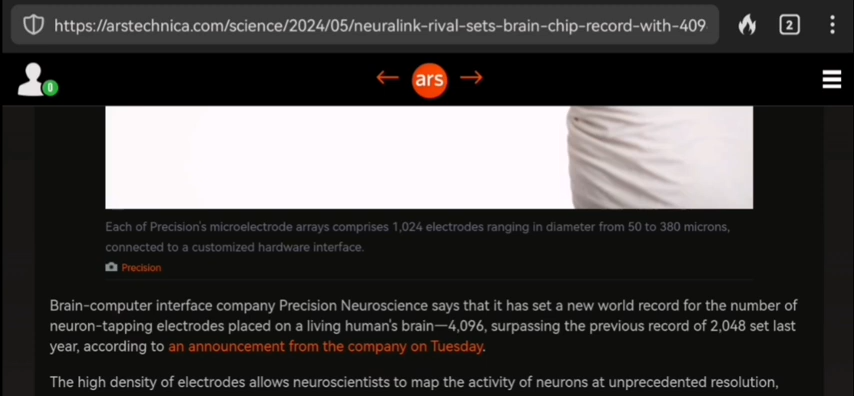 https://arstechnica.com/science/2024/05/neuralink-rival-sets-brain-chip-record-with-409
2
0
ars
Each of Precision's microelectrode arrays comprises 1,024 electrodes ranging in diameter from 50 to 380 microns,
connected to a customized hardware interface.
Precision
Brain-computer interface company Precision Neuroscience says that it has set a new world record for the number of
neuron-tapping electrodes placed on a living human's brain—4,096, surpassing the previous record of 2,048 set last
year, according to an announcement from the company on Tuesday.
The high density of electrodes allows neuroscientists to map the activity of neurons at unprecedented resolution,